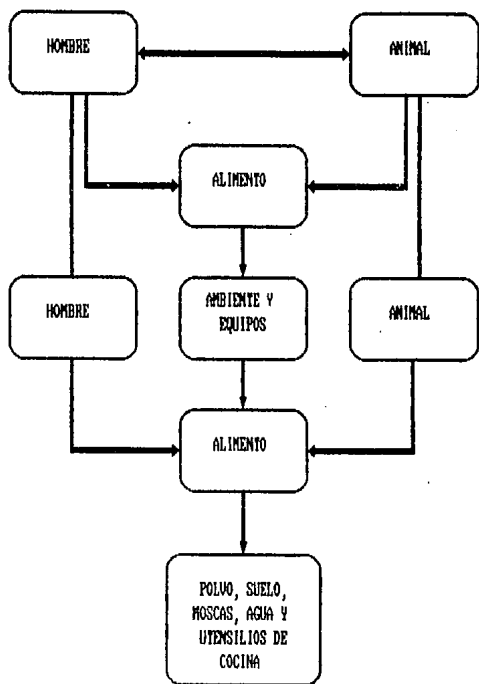 HOMBRE
ANIMAL
ALIMENTO
HOMBRE
AMBIENTE Y
EQUIPOS
ANIMAL
ALIMENTO
POLVO, SUELO,
MOSCAS, AGUA Y
UTENSILIOS DE
COCINA